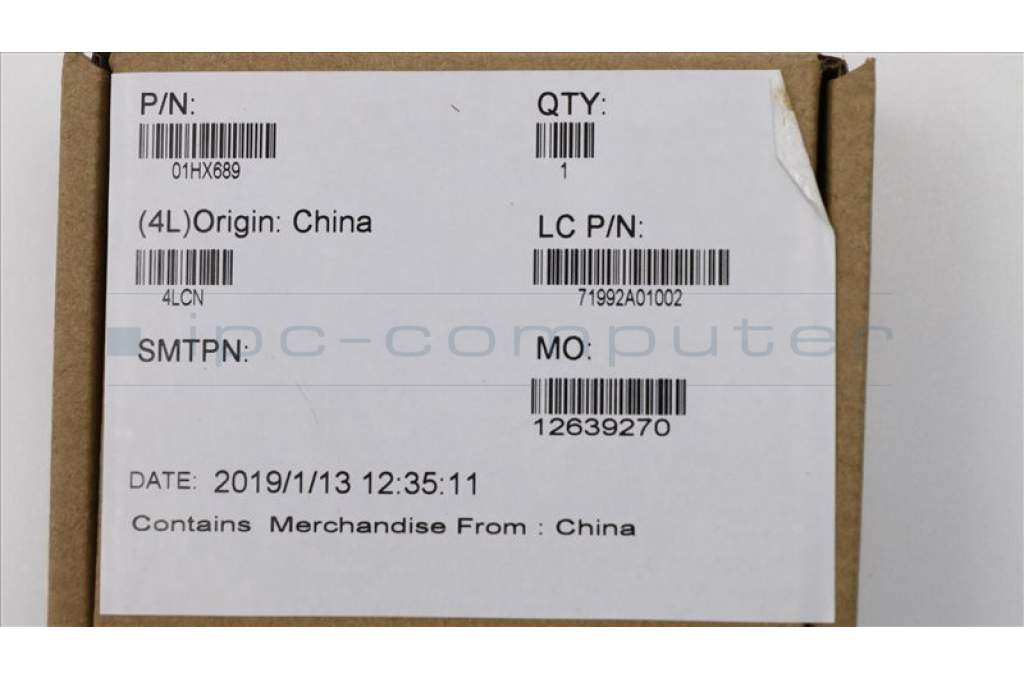 P/N:
01HX689
QTY:
1
(4L)Origin: China
4LCN
LC P/N:
71992A01002
ipc-computer
SMTPN:
MO:
12639270
DATE: 2019/1/13 12:35:11
Contains Merchandise From : China